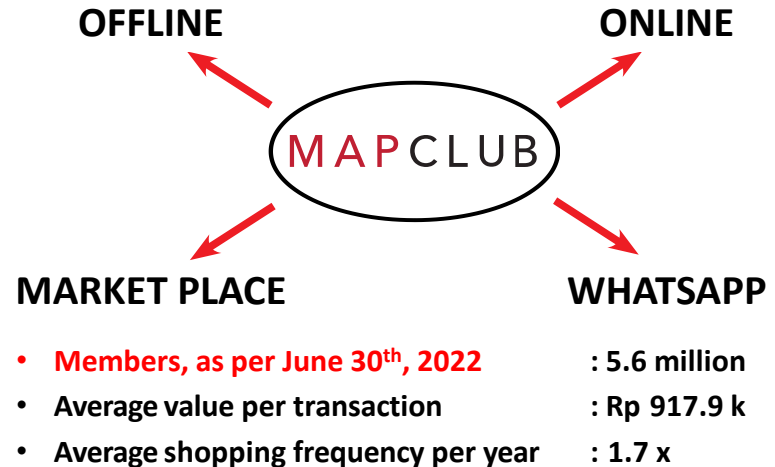 OFFLINE ONLINE
MAPCLUB
MARKET PLACE WHATSAPP
• Members, as per June 30th, 2022 : 5.6 million
• Average value per transaction : Rp 917.9 k
• Average shopping frequency per year : 1.7 x